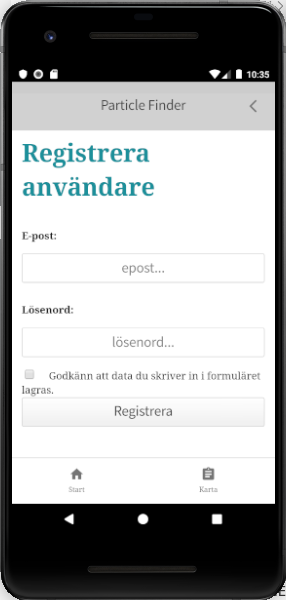 10:35
Particle Finder
Registrera
användare
E-post:
epost...
Lösenord:
lösenord...
Godkänn att data du skriver in i formuläret
lagras.
Registrera
Start Karta